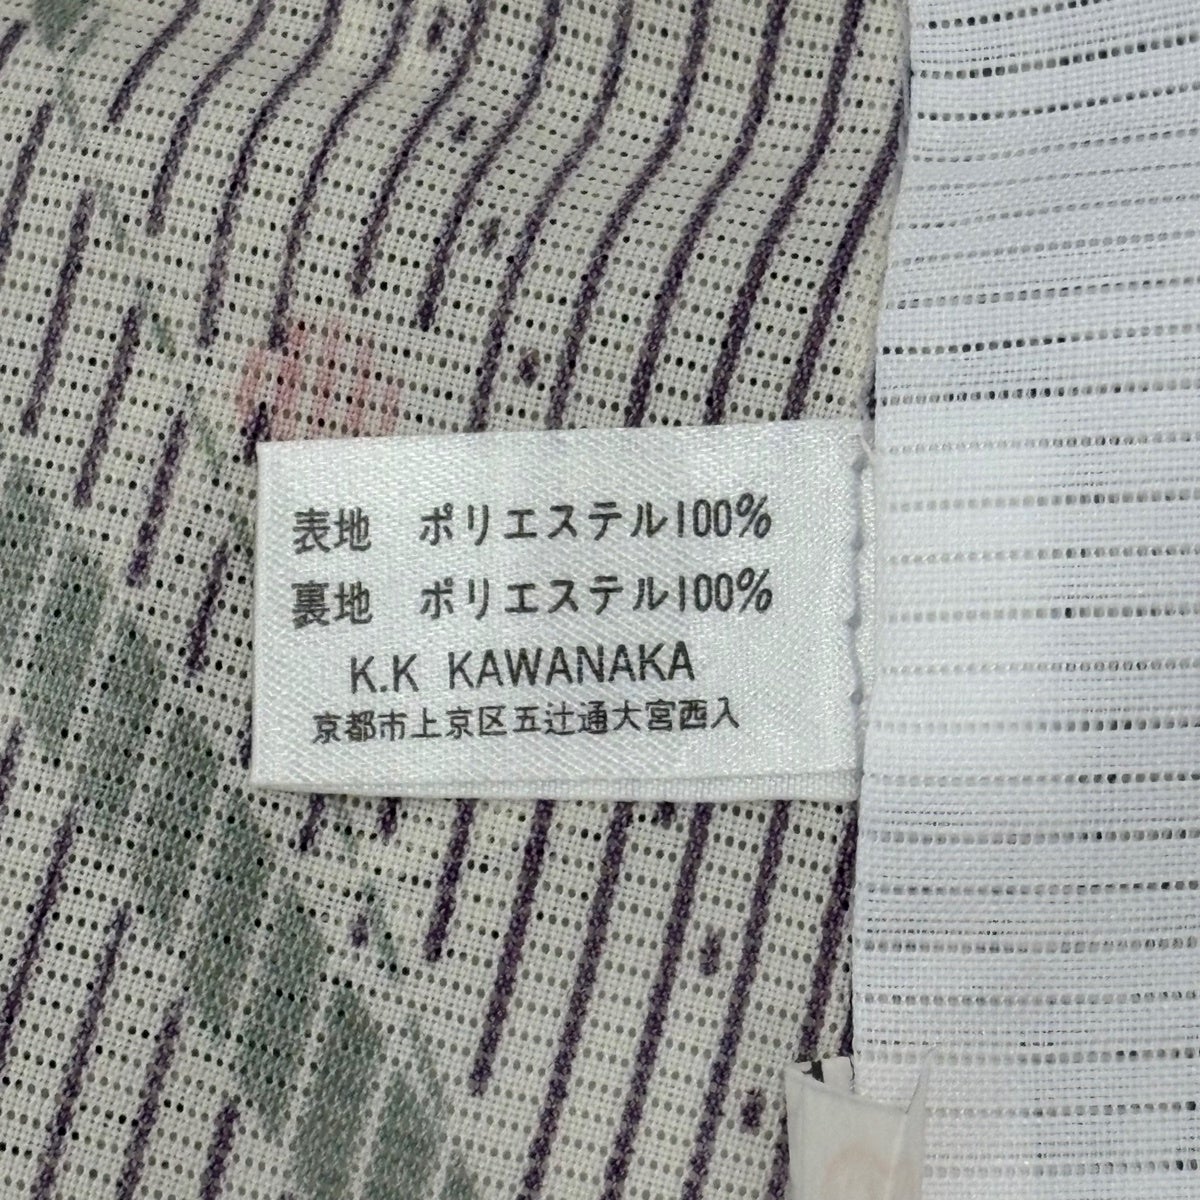 表地　ポリエステル100%
裏地　ポリエステル100%
K.K KAWANAKA
京都市上京区五辻通大宮西入